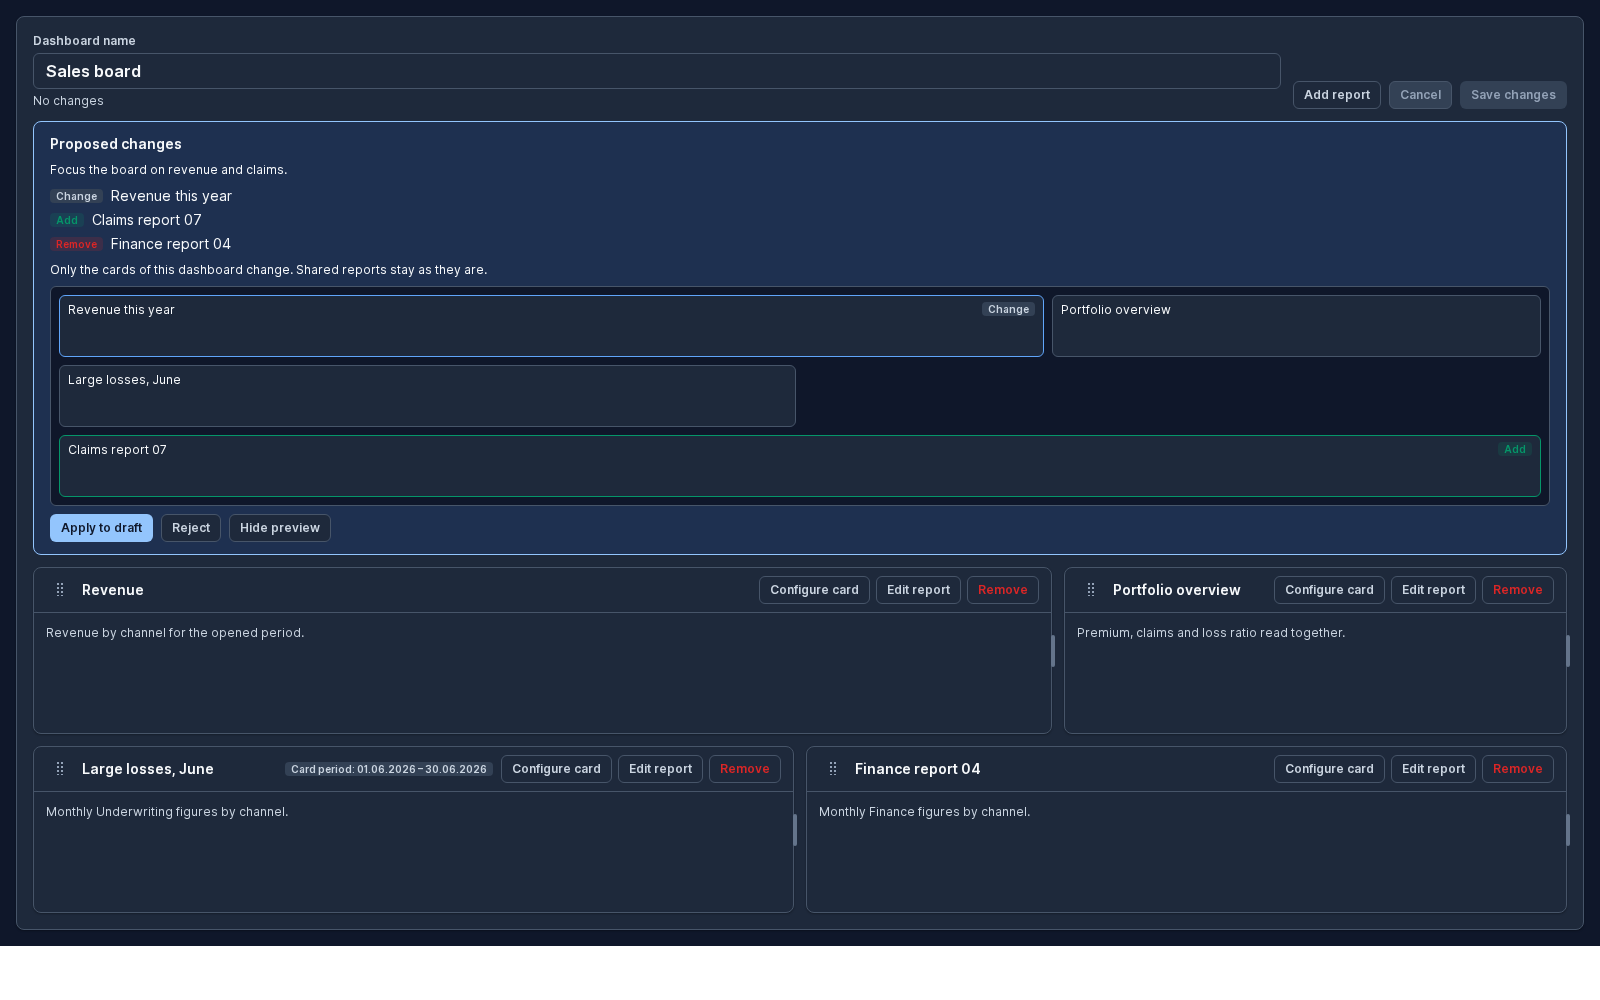 Dashboard name
Sales board
No changes
Add report Cancel Save changes
Proposed changes
Focus the board on revenue and claims.
Change Revenue this year
Add Claims report 07
Remove Finance report 04
Only the cards of this dashboard change. Shared reports stay as they are.
Revenue this year Change Portfolio overview
Large losses, June
Claims report 07 Add
Apply to draft Reject Hide preview
Revenue Configure card Edit report Remove
Revenue by channel for the opened period.
Portfolio overview Configure card Edit report Remove
Premium, claims and loss ratio read together.
Large losses, June Card period: 01.06.2026 – 30.06.2026 Configure card Edit report Remove
Monthly Underwriting figures by channel.
Finance report 04 Configure card Edit report Remove
Monthly Finance figures by channel.